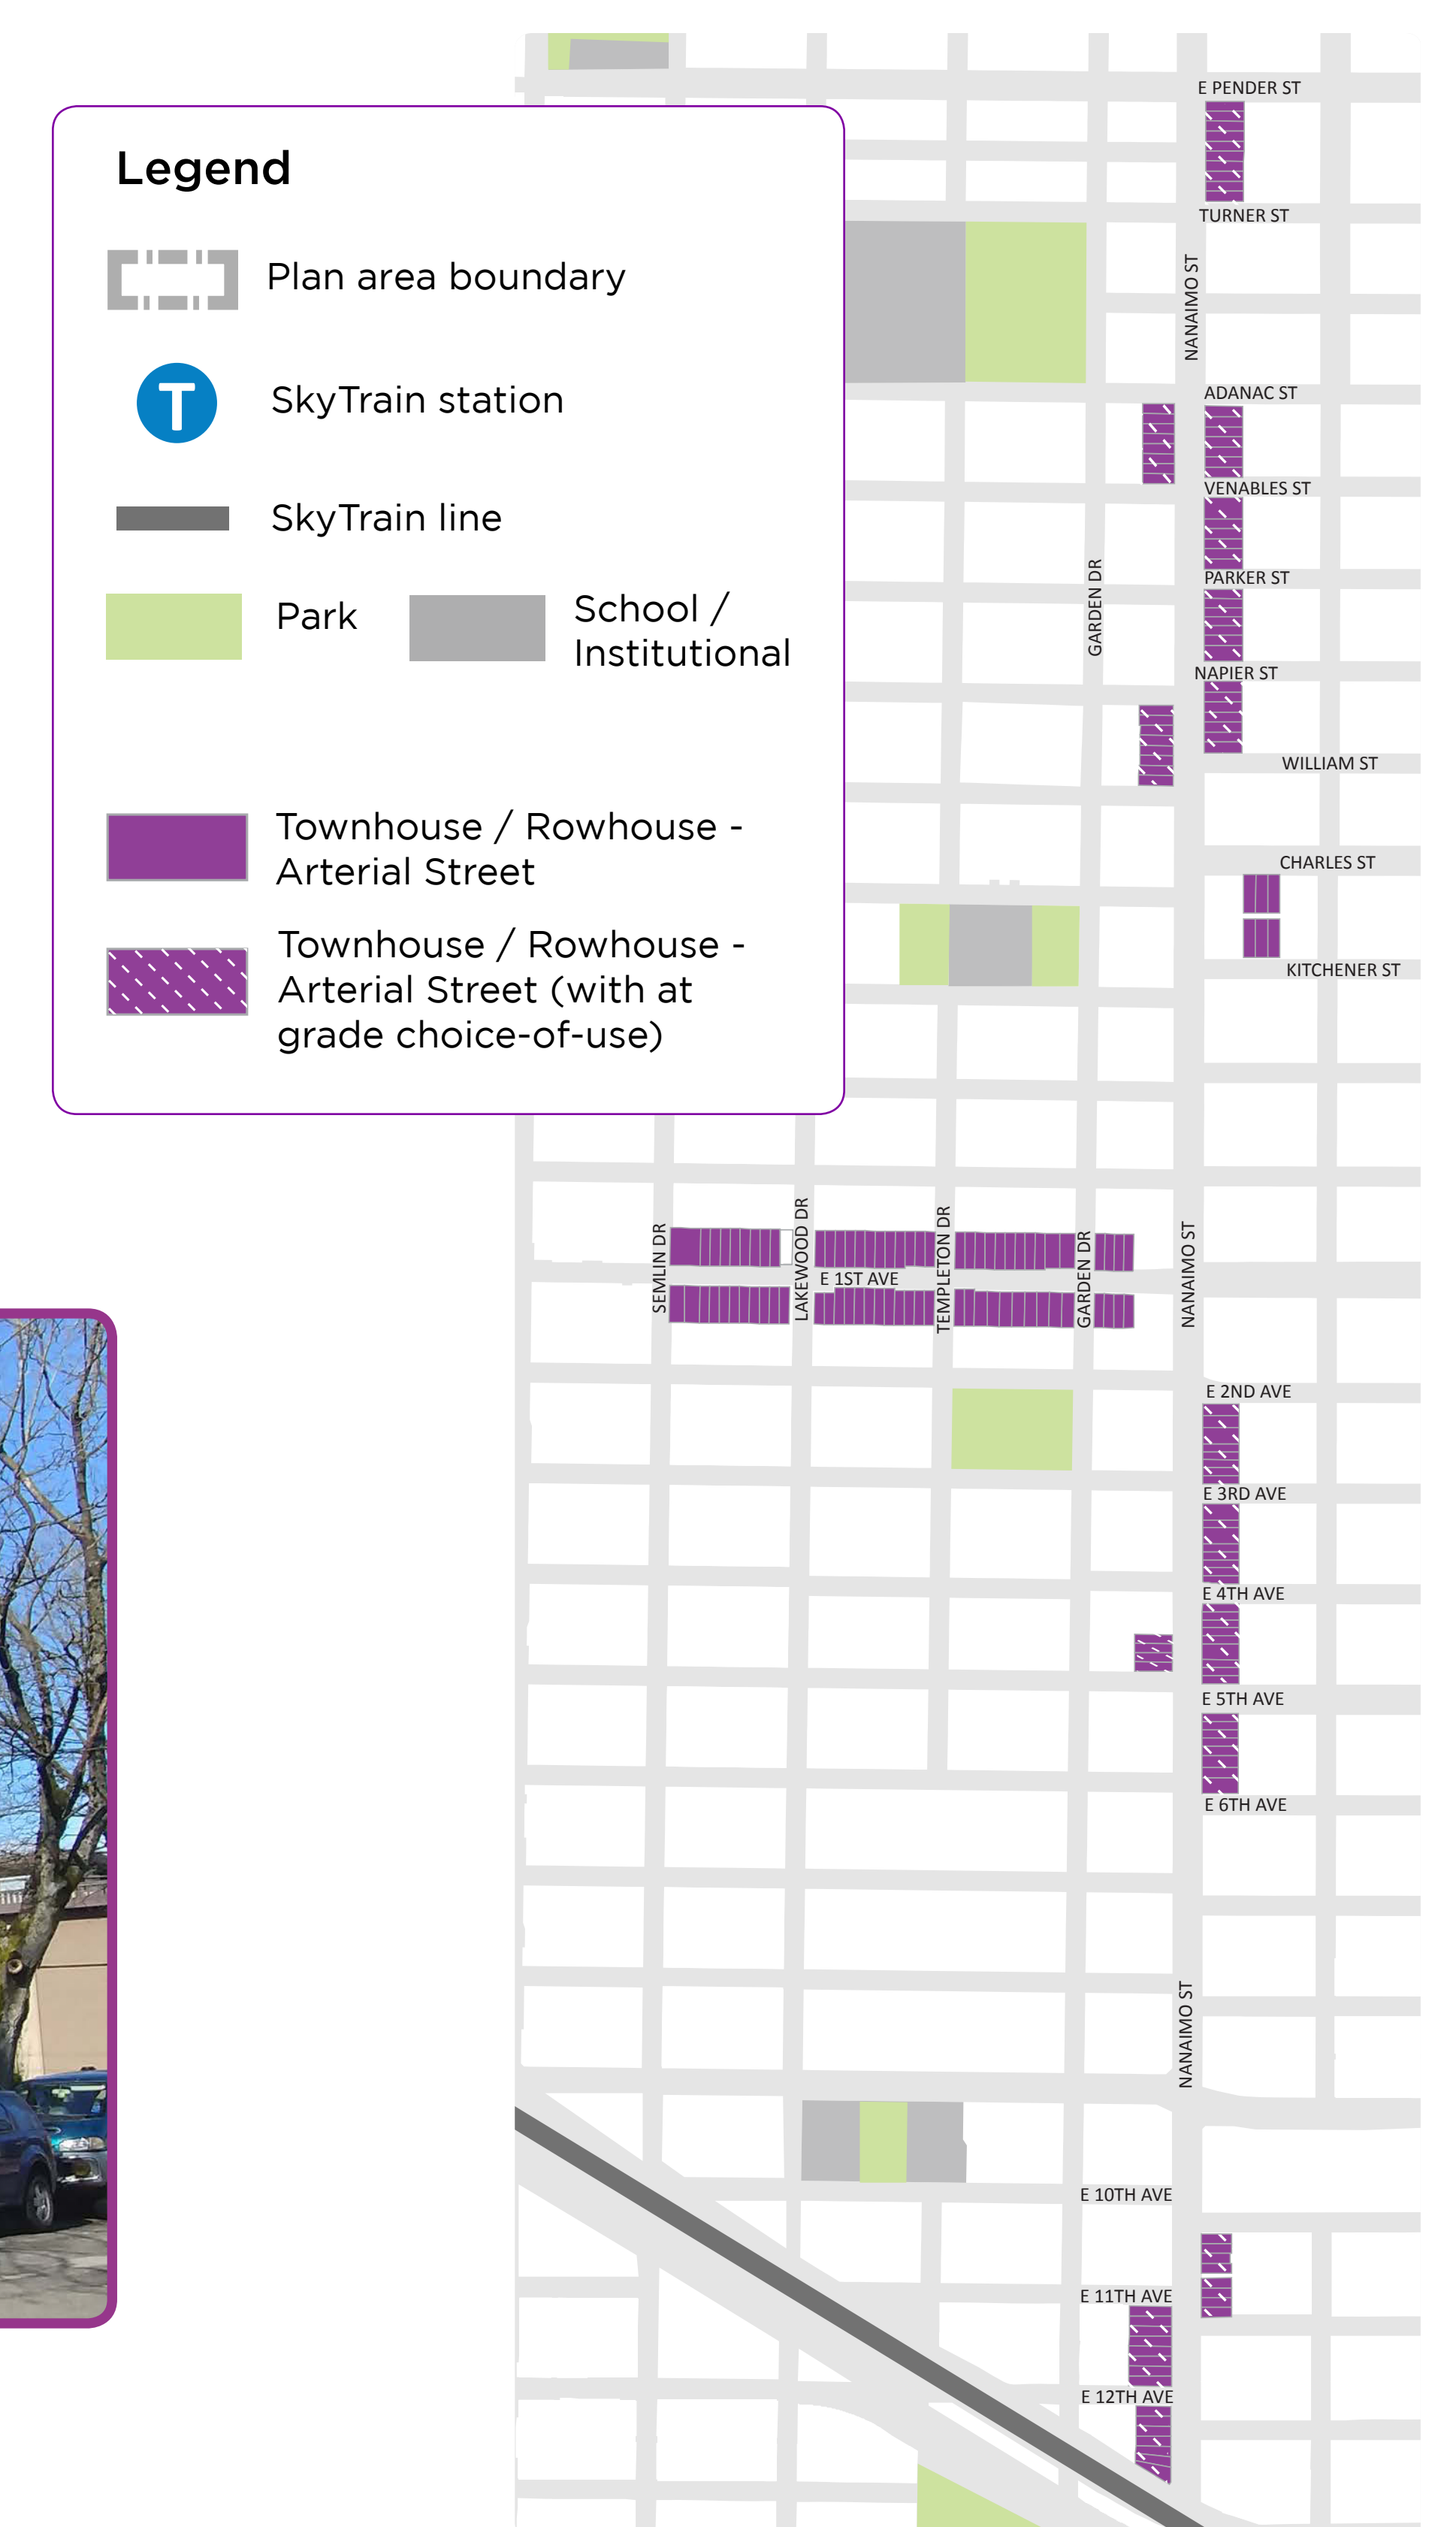 Legend
Plan area boundary
T
SkyTrain station
SkyTrain line
Park
School /
Institutional
Townhouse / Rowhouse -
Arterial Street
Townhouse / Rowhouse -
Arterial Street (with at
grade choice-of-use)
E PENDER ST
TURNER ST
NANAIMO ST
ADANAC ST
VENABLES ST
GARDEN DR
PARKER ST
NAPIER ST
WILLIAM ST
CHARLES ST
KITCHENER ST
SEMLIN DR
LAKEWOOD DR
E 1ST AVE
TEMPLETON DR
GARDEN DR
NANAIMO ST
E 2ND AVE
E 3RD AVE
E 4TH AVE
E 5TH AVE
E 6TH AVE
NANAIMO ST
E 10TH AVE
E 11TH AVE
E 12TH AVE